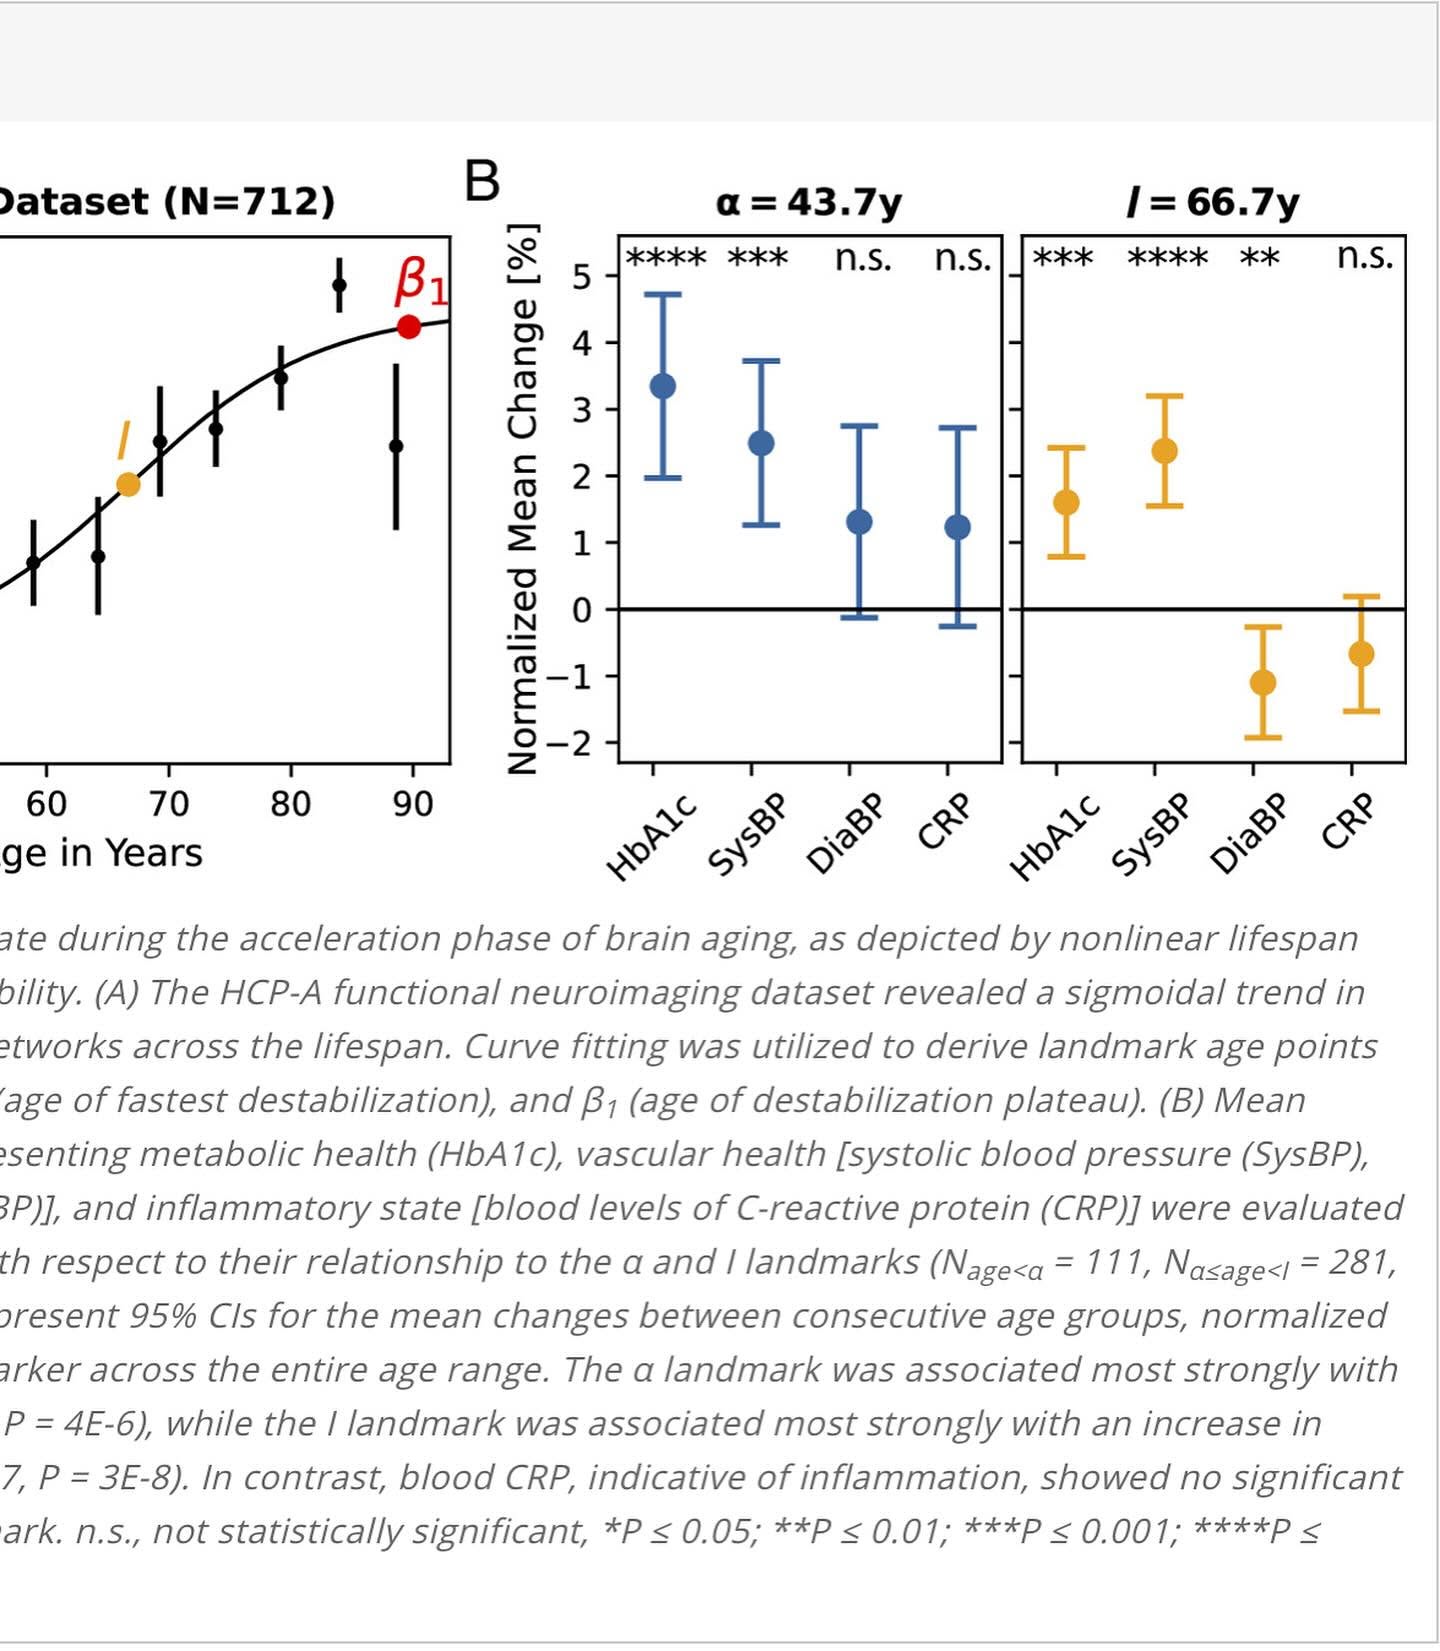 Dataset (N=712)
β1
l
60 70 80 90
ge in Years
B
α = 43.7y
l = 66.7y
Normalized Mean Change [%]
5
4
3
2
1
0
−1
−2
**** *** n.s. n.s.
*** **** ** n.s.
HbA1c SysBP DiaBP CRP
HbA1c SysBP DiaBP CRP
ate during the acceleration phase of brain aging, as depicted by nonlinear lifespan
bility. (A) The HCP-A functional neuroimaging dataset revealed a sigmoidal trend in
etworks across the lifespan. Curve fitting was utilized to derive landmark age points
(age of fastest destabilization), and β1 (age of destabilization plateau). (B) Mean
esenting metabolic health (HbA1c), vascular health [systolic blood pressure (SysBP),
BP)], and inflammatory state [blood levels of C-reactive protein (CRP)] were evaluated
th respect to their relationship to the α and I landmarks (Nage<α = 111, Nα≤age<I = 281,
present 95% CIs for the mean changes between consecutive age groups, normalized
arker across the entire age range. The α landmark was associated most strongly with
P = 4E-6), while the I landmark was associated most strongly with an increase in
7, P = 3E-8). In contrast, blood CRP, indicative of inflammation, showed no significant
ark. n.s., not statistically significant, *P ≤ 0.05; **P ≤ 0.01; ***P ≤ 0.001; ****P ≤